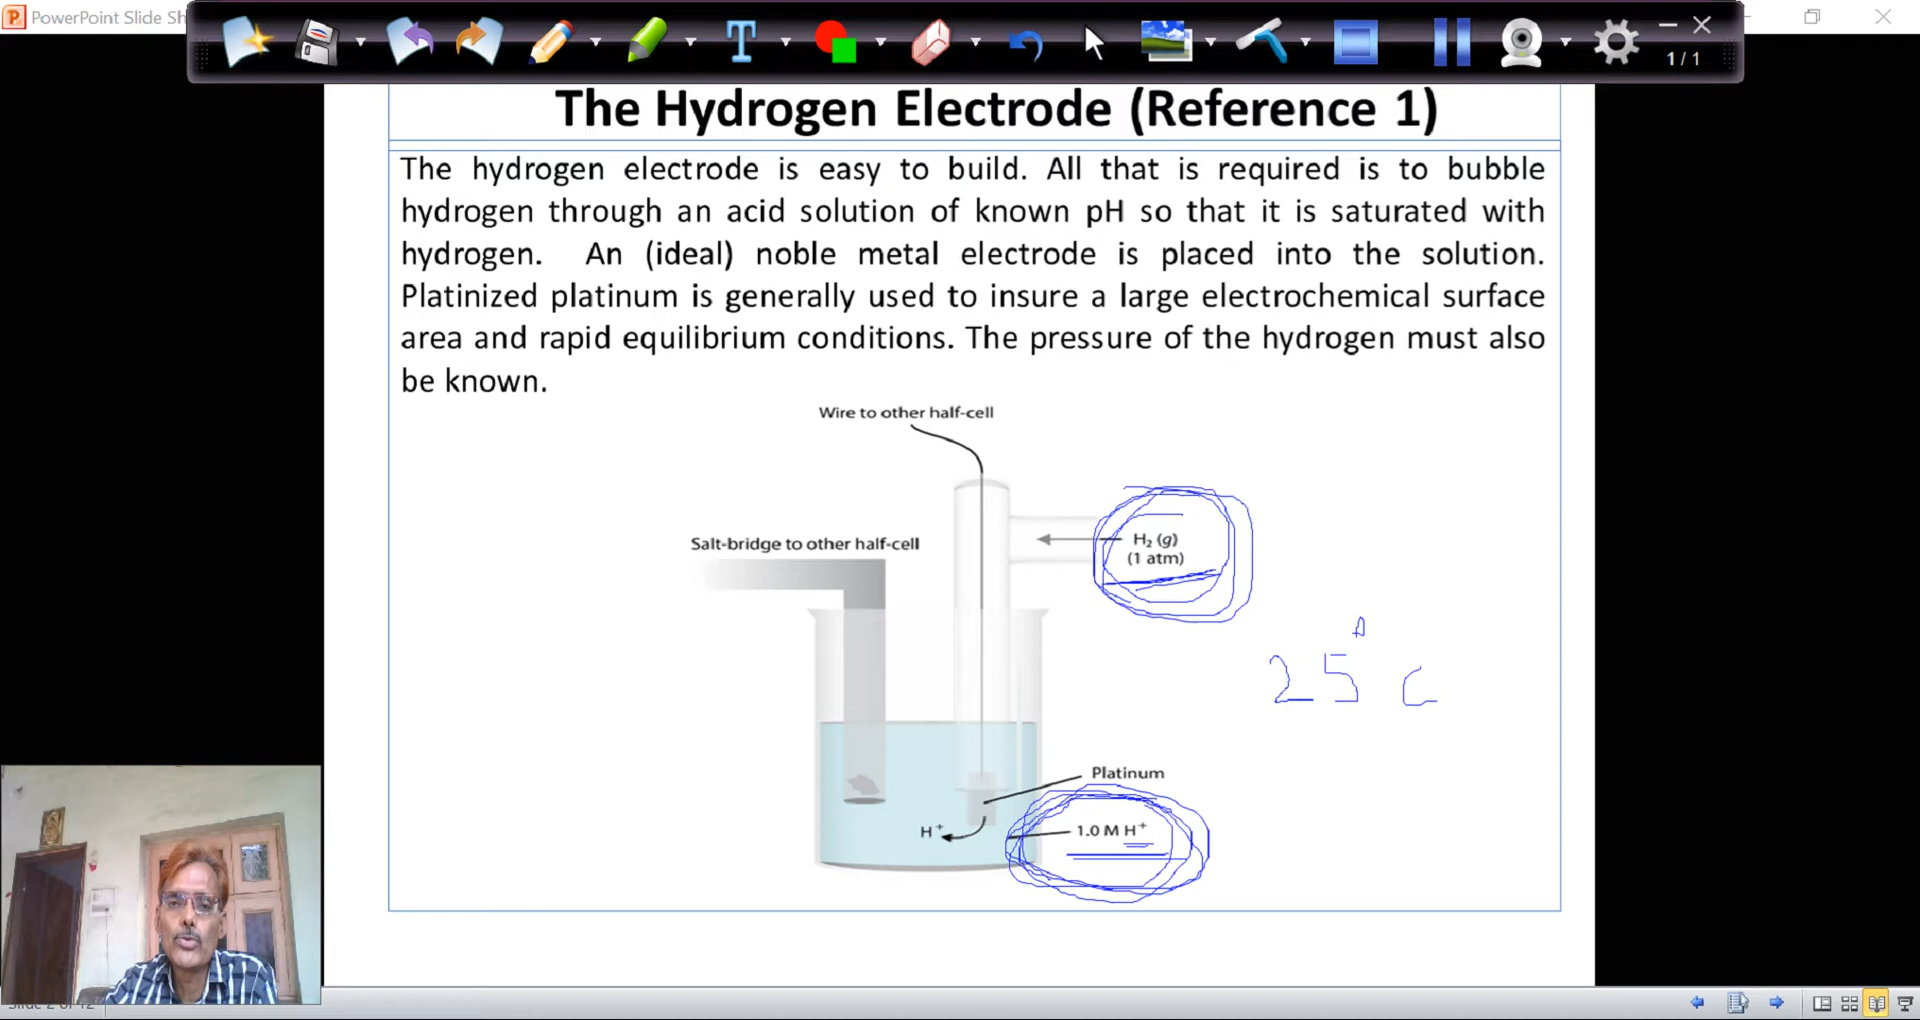 PowerPoint Slide Sh
1/1
The Hydrogen Electrode (Reference 1)
The hydrogen electrode is easy to build. All that is required is to bubble
hydrogen through an acid solution of known pH so that it is saturated with
hydrogen. An (ideal) noble metal electrode is placed into the solution.
Platinized platinum is generally used to insure a large electrochemical surface
area and rapid equilibrium conditions. The pressure of the hydrogen must also
be known.
Wire to other half-cell
Salt-bridge to other half-cell
H₂ (g)
(1 atm)
25° C
Platinum
H⁺
1.0 M H⁺
Slide 2 of 12